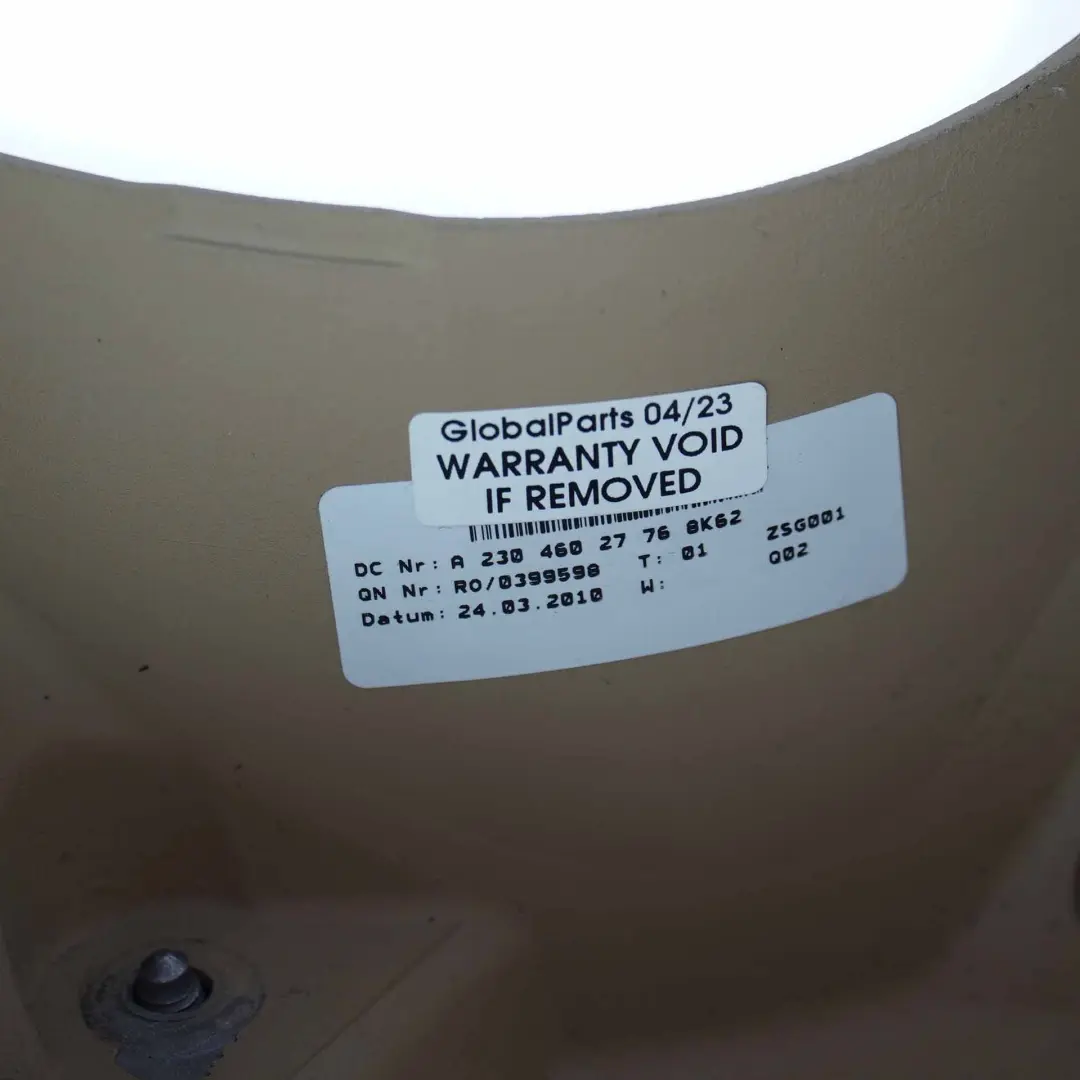 GlobalParts 04/23
WARRANTY VOID
IF REMOVED
DC Nr: A 230 460 27 76 8K62 ZSG001
QN Nr: RO/0399598 T: 01 Q02
Datum: 24.03.2010 W: